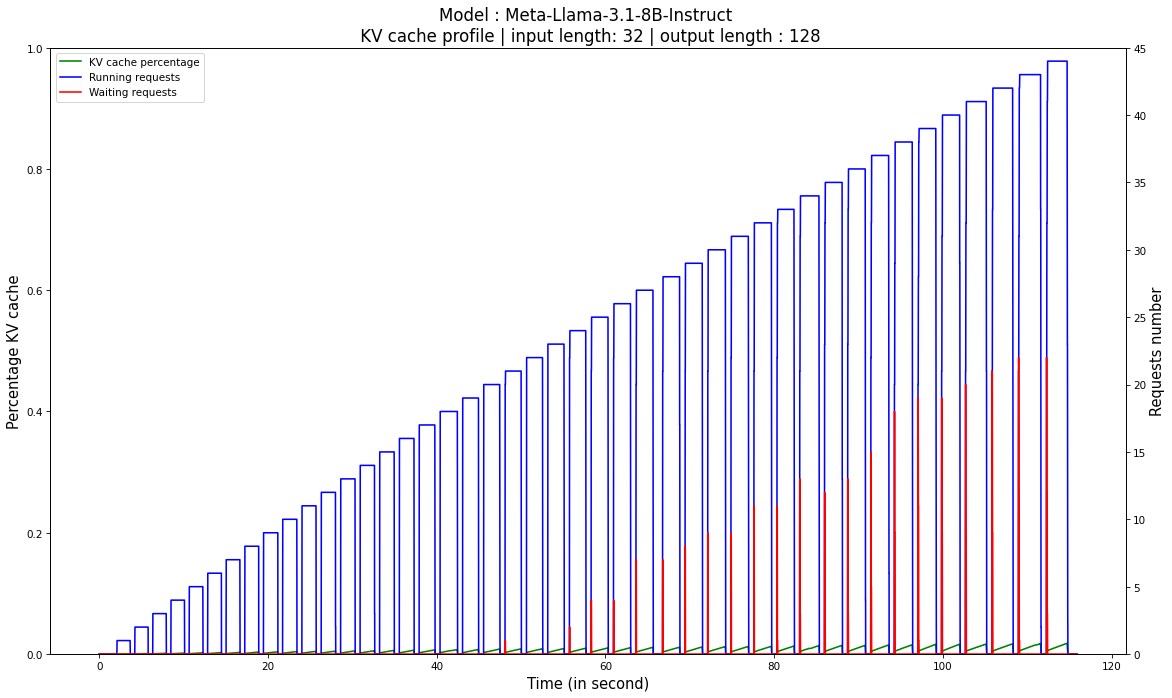 Model : Meta-Llama-3.1-8B-Instruct
KV cache profile | input length: 32 | output length : 128
KV cache percentage
Running requests
Waiting requests
Percentage KV cache
1.0
0.8
0.6
0.4
0.2
0.0
45
40
35
30
25
20
15
10
5
0
Requests number
0 20 40 60 80 100 120
Time (in second)